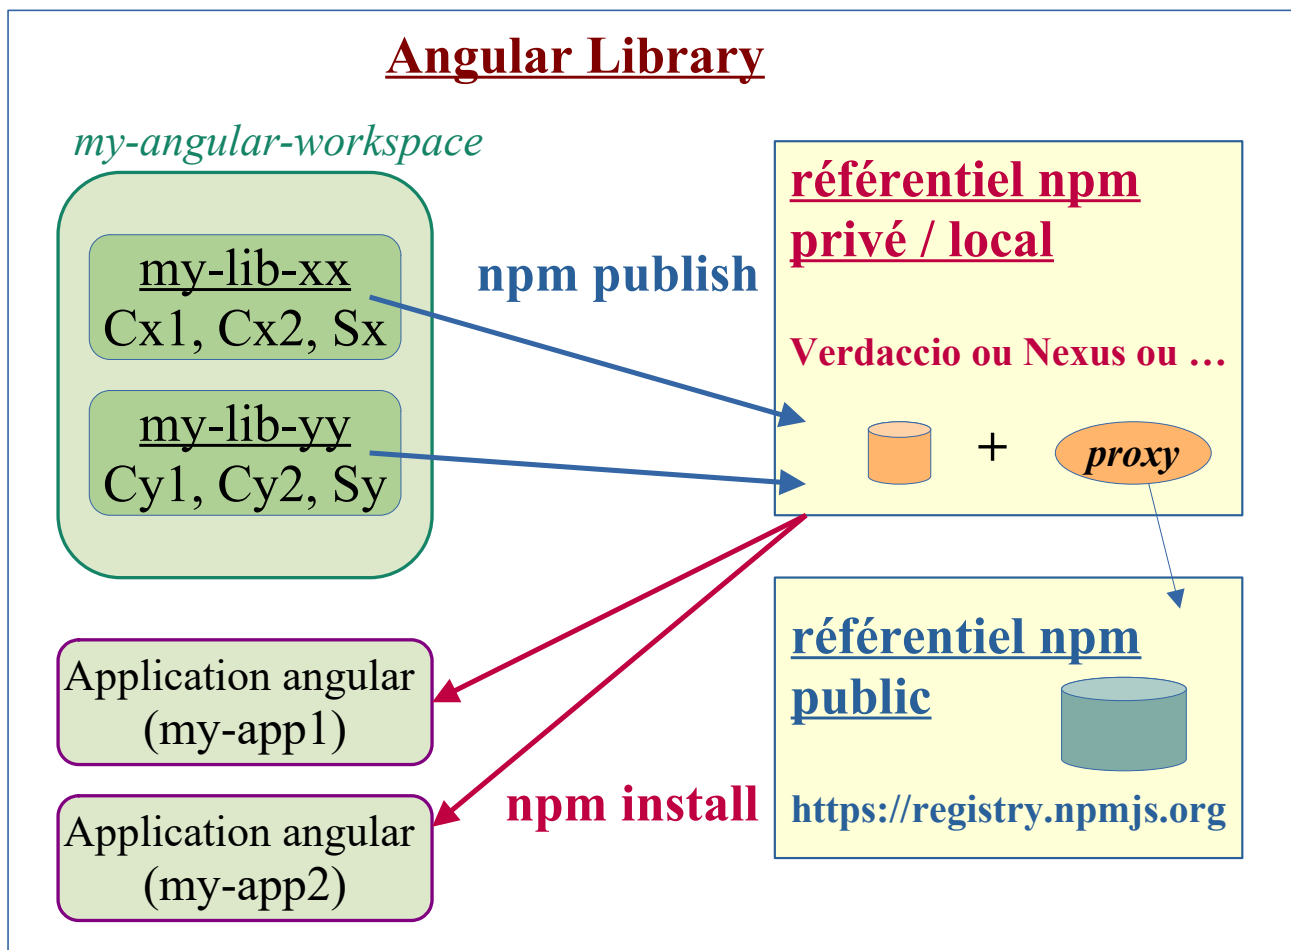 Angular Library
my-angular-workspace
my-lib-xx
Cx1, Cx2, Sx
my-lib-yy
Cy1, Cy2, Sy
npm publish
référentiel npm
privé / local
Verdaccio ou Nexus ou …
+
proxy
Application angular
(my-app1)
Application angular
(my-app2)
npm install
référentiel npm
public
https://registry.npmjs.org